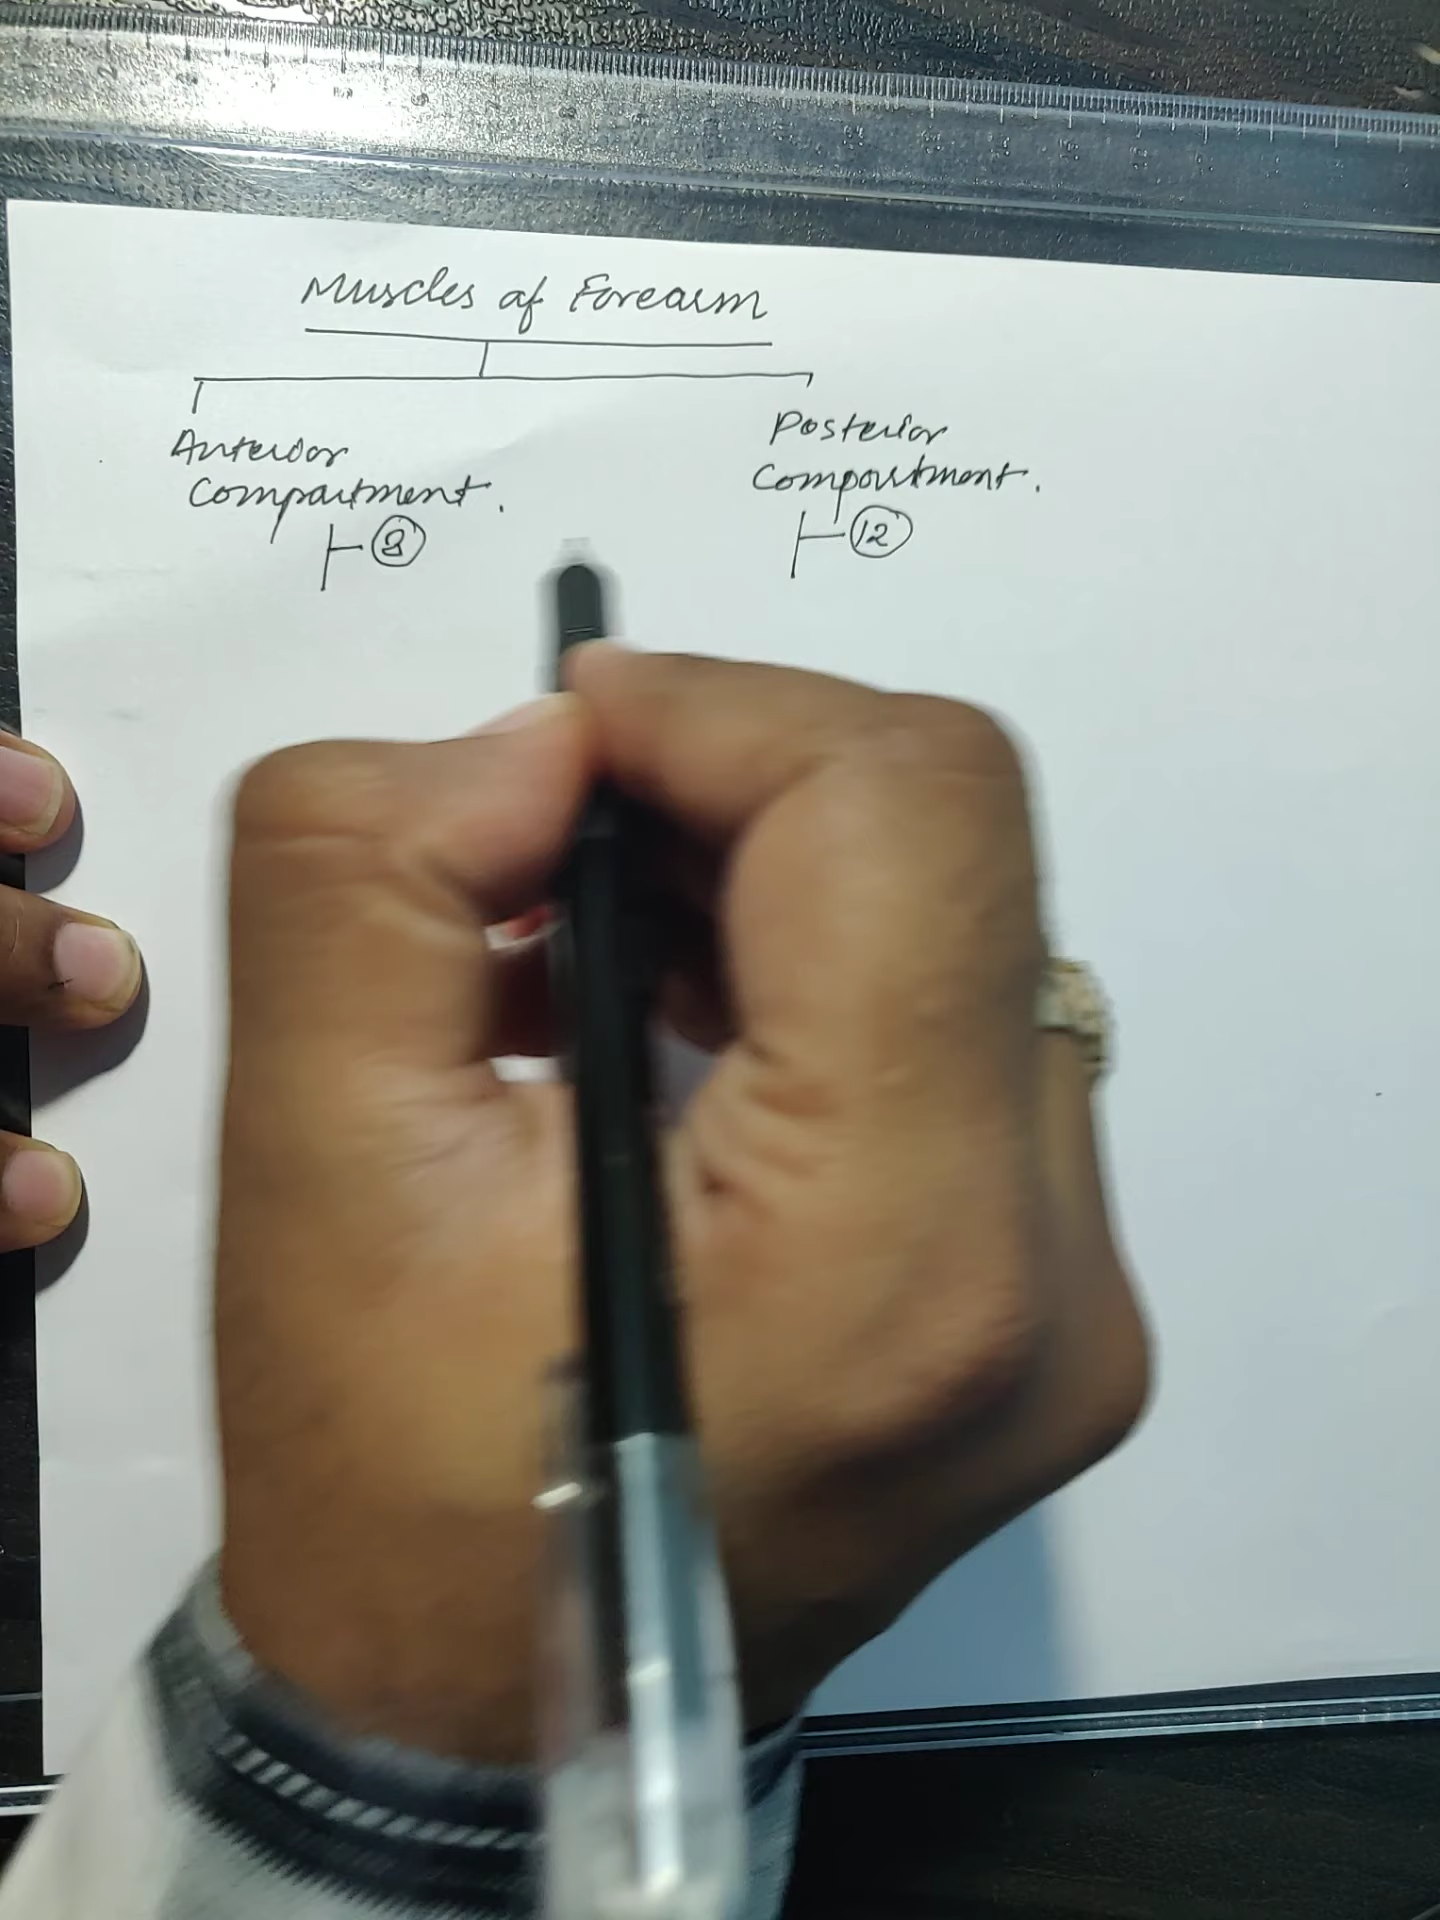 Muscles of Forearm
Anterior
Compartment.
8
Posterior
Compartment.
12